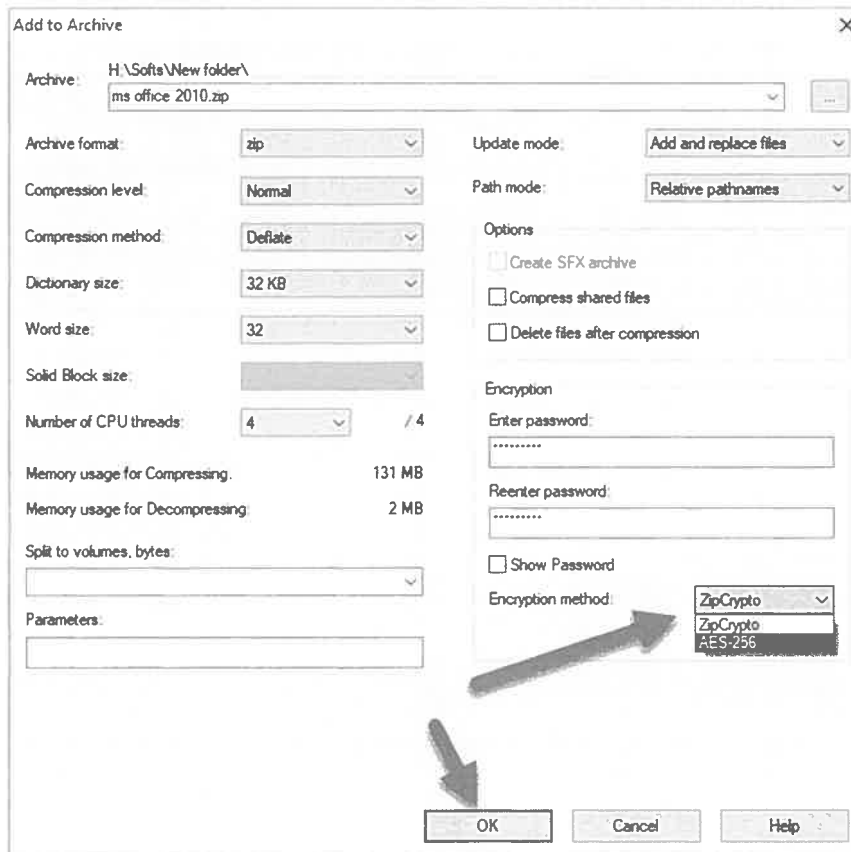 Add to Archive
Archive:
H:\Softs\New folder\
ms office 2010.zip
...
Archive format:
zip
Compression level:
Normal
Compression method:
Deflate
Dictionary size:
32 KB
Word size:
32
Solid Block size:
Number of CPU threads:
4
/ 4
Memory usage for Compressing:
131 MB
Memory usage for Decompressing:
2 MB
Split to volumes, bytes:
Parameters:
Update mode:
Add and replace files
Path mode:
Relative pathnames
Options
Create SFX archive
Compress shared files
Delete files after compression
Encryption
Enter password:
*********
Reenter password:
*********
Show Password
Encryption method:
ZipCrypto
ZipCrypto
AES-256
OK
Cancel
Help